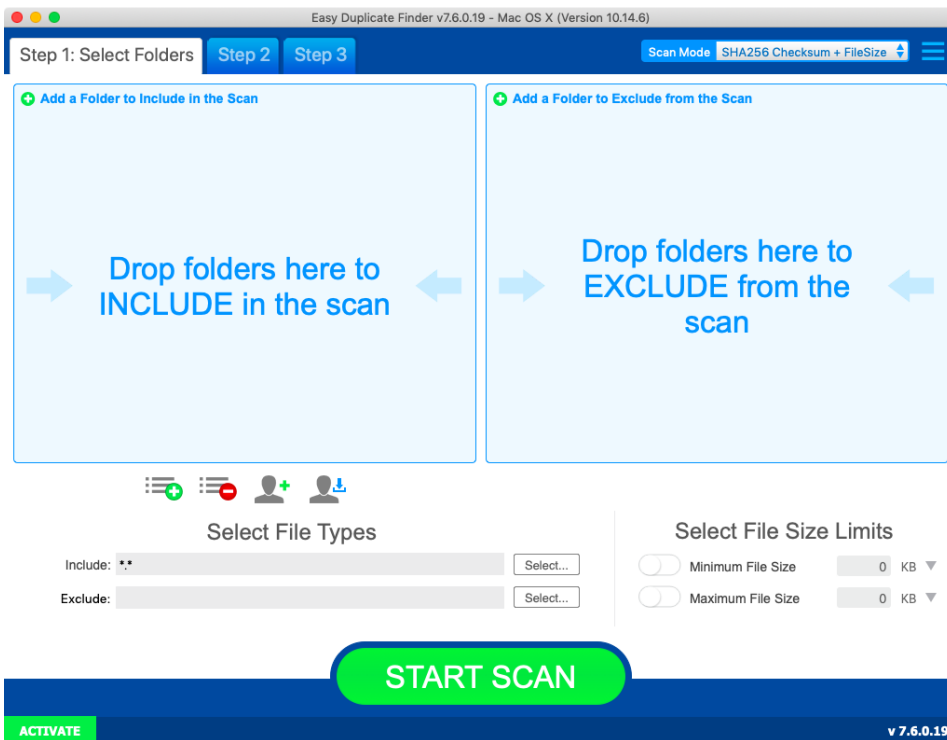 Easy Duplicate Finder v7.6.0.19 - Mac OS X (Version 10.14.6)
Step 1: Select Folders Step 2 Step 3 Scan Mode SHA256 Checksum + FileSize
Add a Folder to Include in the Scan
Drop folders here to
INCLUDE in the scan
Add a Folder to Exclude from the Scan
Drop folders here to
EXCLUDE from the
scan
Select File Types
Include: *.* Select...
Exclude: Select...
Select File Size Limits
Minimum File Size 0 KB
Maximum File Size 0 KB
START SCAN
ACTIVATE v 7.6.0.19